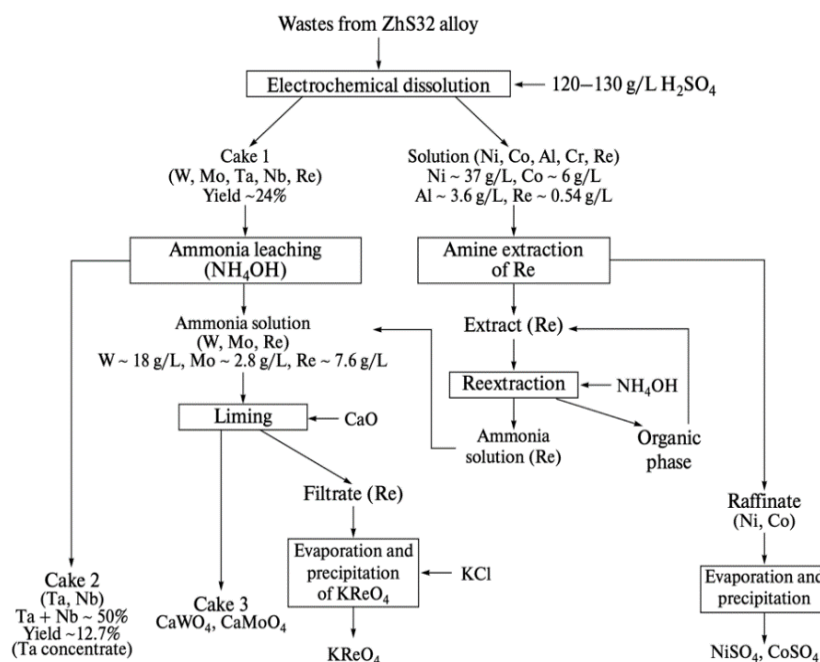 Wastes from ZhS32 alloy
Electrochemical dissolution
120–130 g/L H₂SO₄
Cake 1
(W, Mo, Ta, Nb, Re)
Yield ~24%
Solution (Ni, Co, Al, Cr, Re)
Ni ~ 37 g/L, Co ~ 6 g/L
Al ~ 3.6 g/L, Re ~ 0.54 g/L
Ammonia leaching
(NH₄OH)
Amine extraction
of Re
Ammonia solution
(W, Mo, Re)
W ~ 18 g/L, Mo ~ 2.8 g/L, Re ~ 7.6 g/L
Extract (Re)
Reextraction
NH₄OH
Liming
CaO
Ammonia
solution (Re)
Organic
phase
Filtrate (Re)
Raffinate
(Ni, Co)
Evaporation and
precipitation
of KReO₄
KCl
Evaporation and
precipitation
Cake 2
(Ta, Nb)
Ta + Nb ~ 50%
Yield ~12.7%
(Ta concentrate)
Cake 3
CaWO₄, CaMoO₄
KReO₄
NiSO₄, CoSO₄